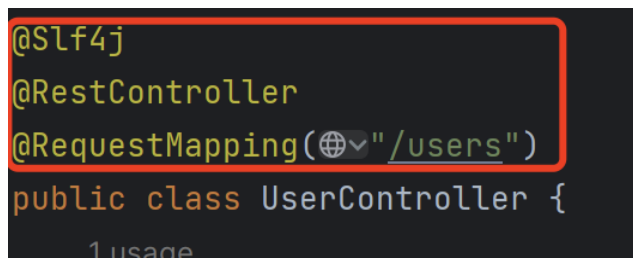 @Slf4j
@RestController
@RequestMapping("/users")
public class UserController {
1 usage